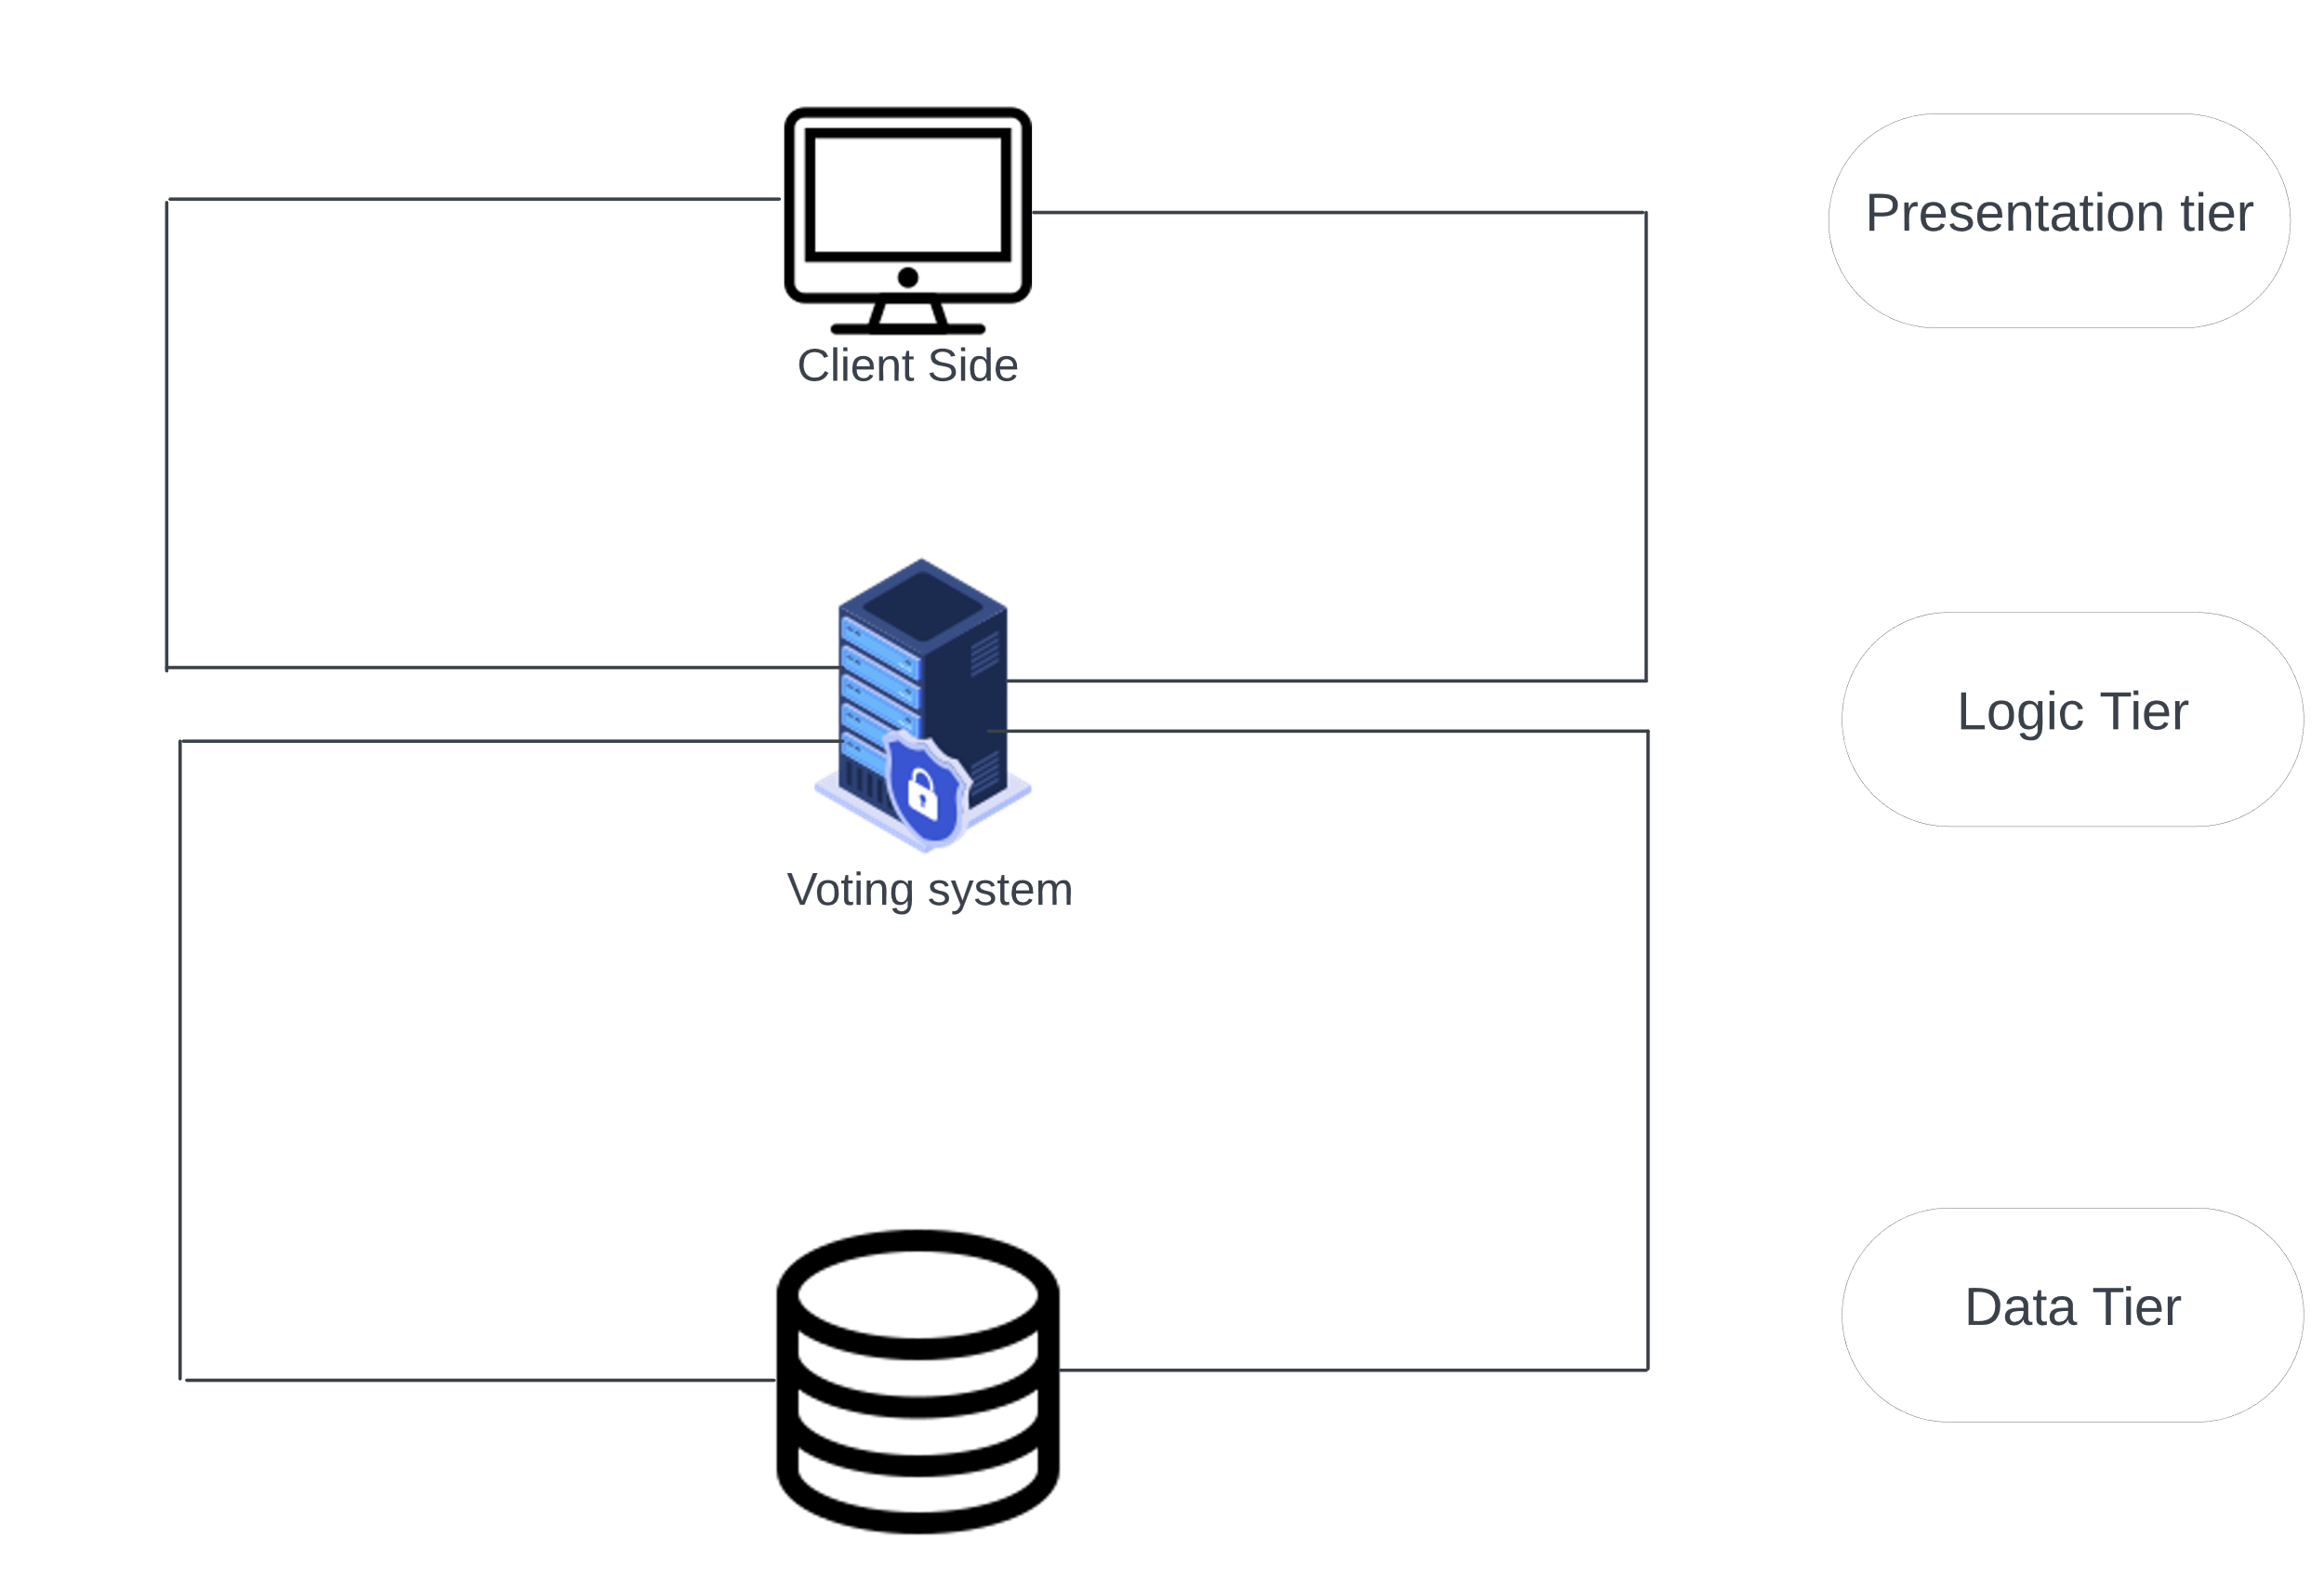 Presentation tier
Client Side
Logic Tier
Voting system
Data Tier